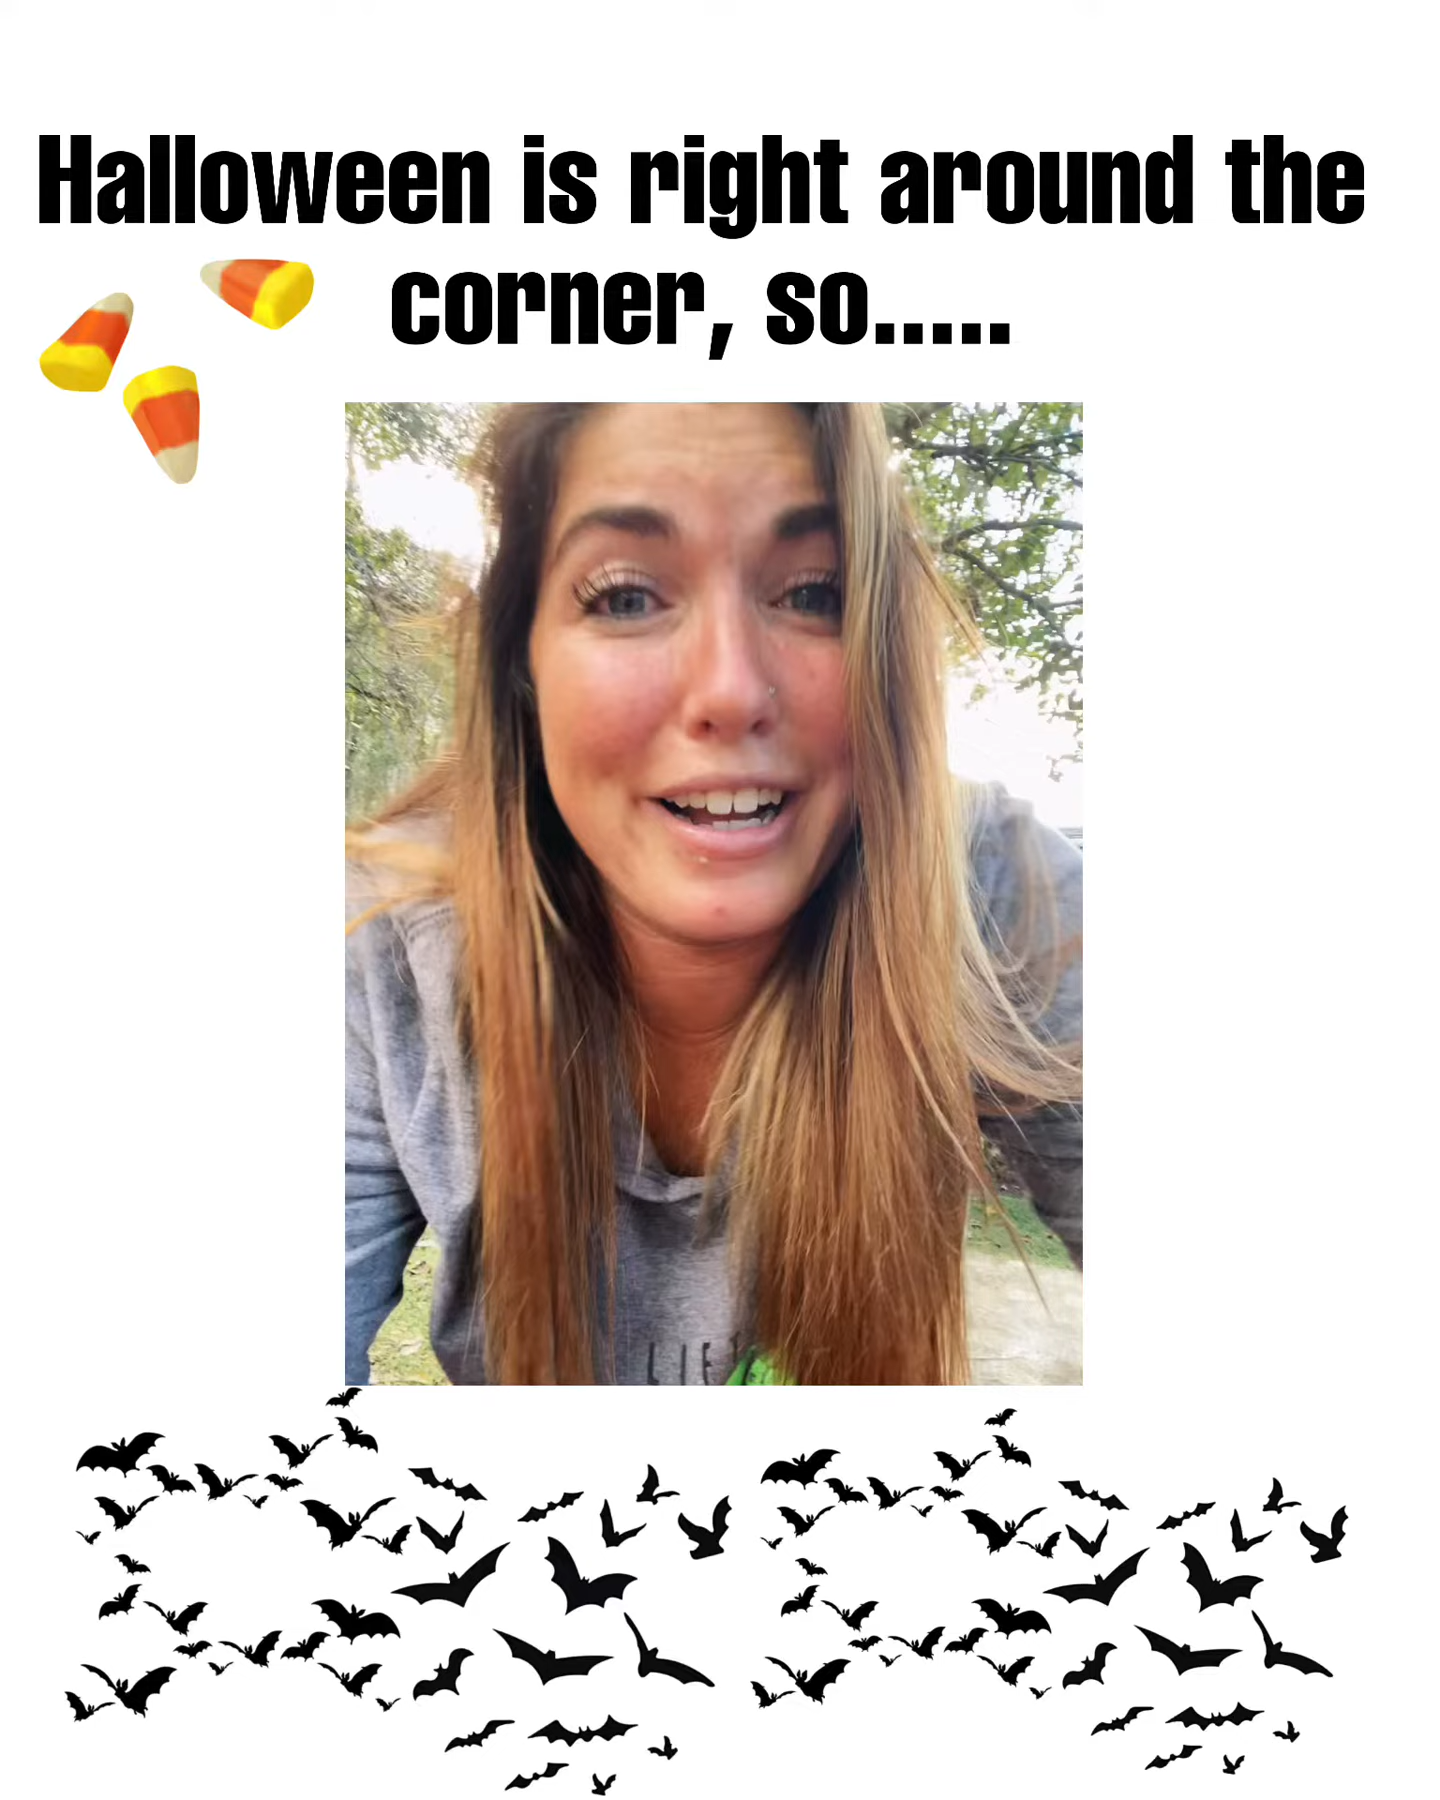 Halloween is right around the
corner, so.....